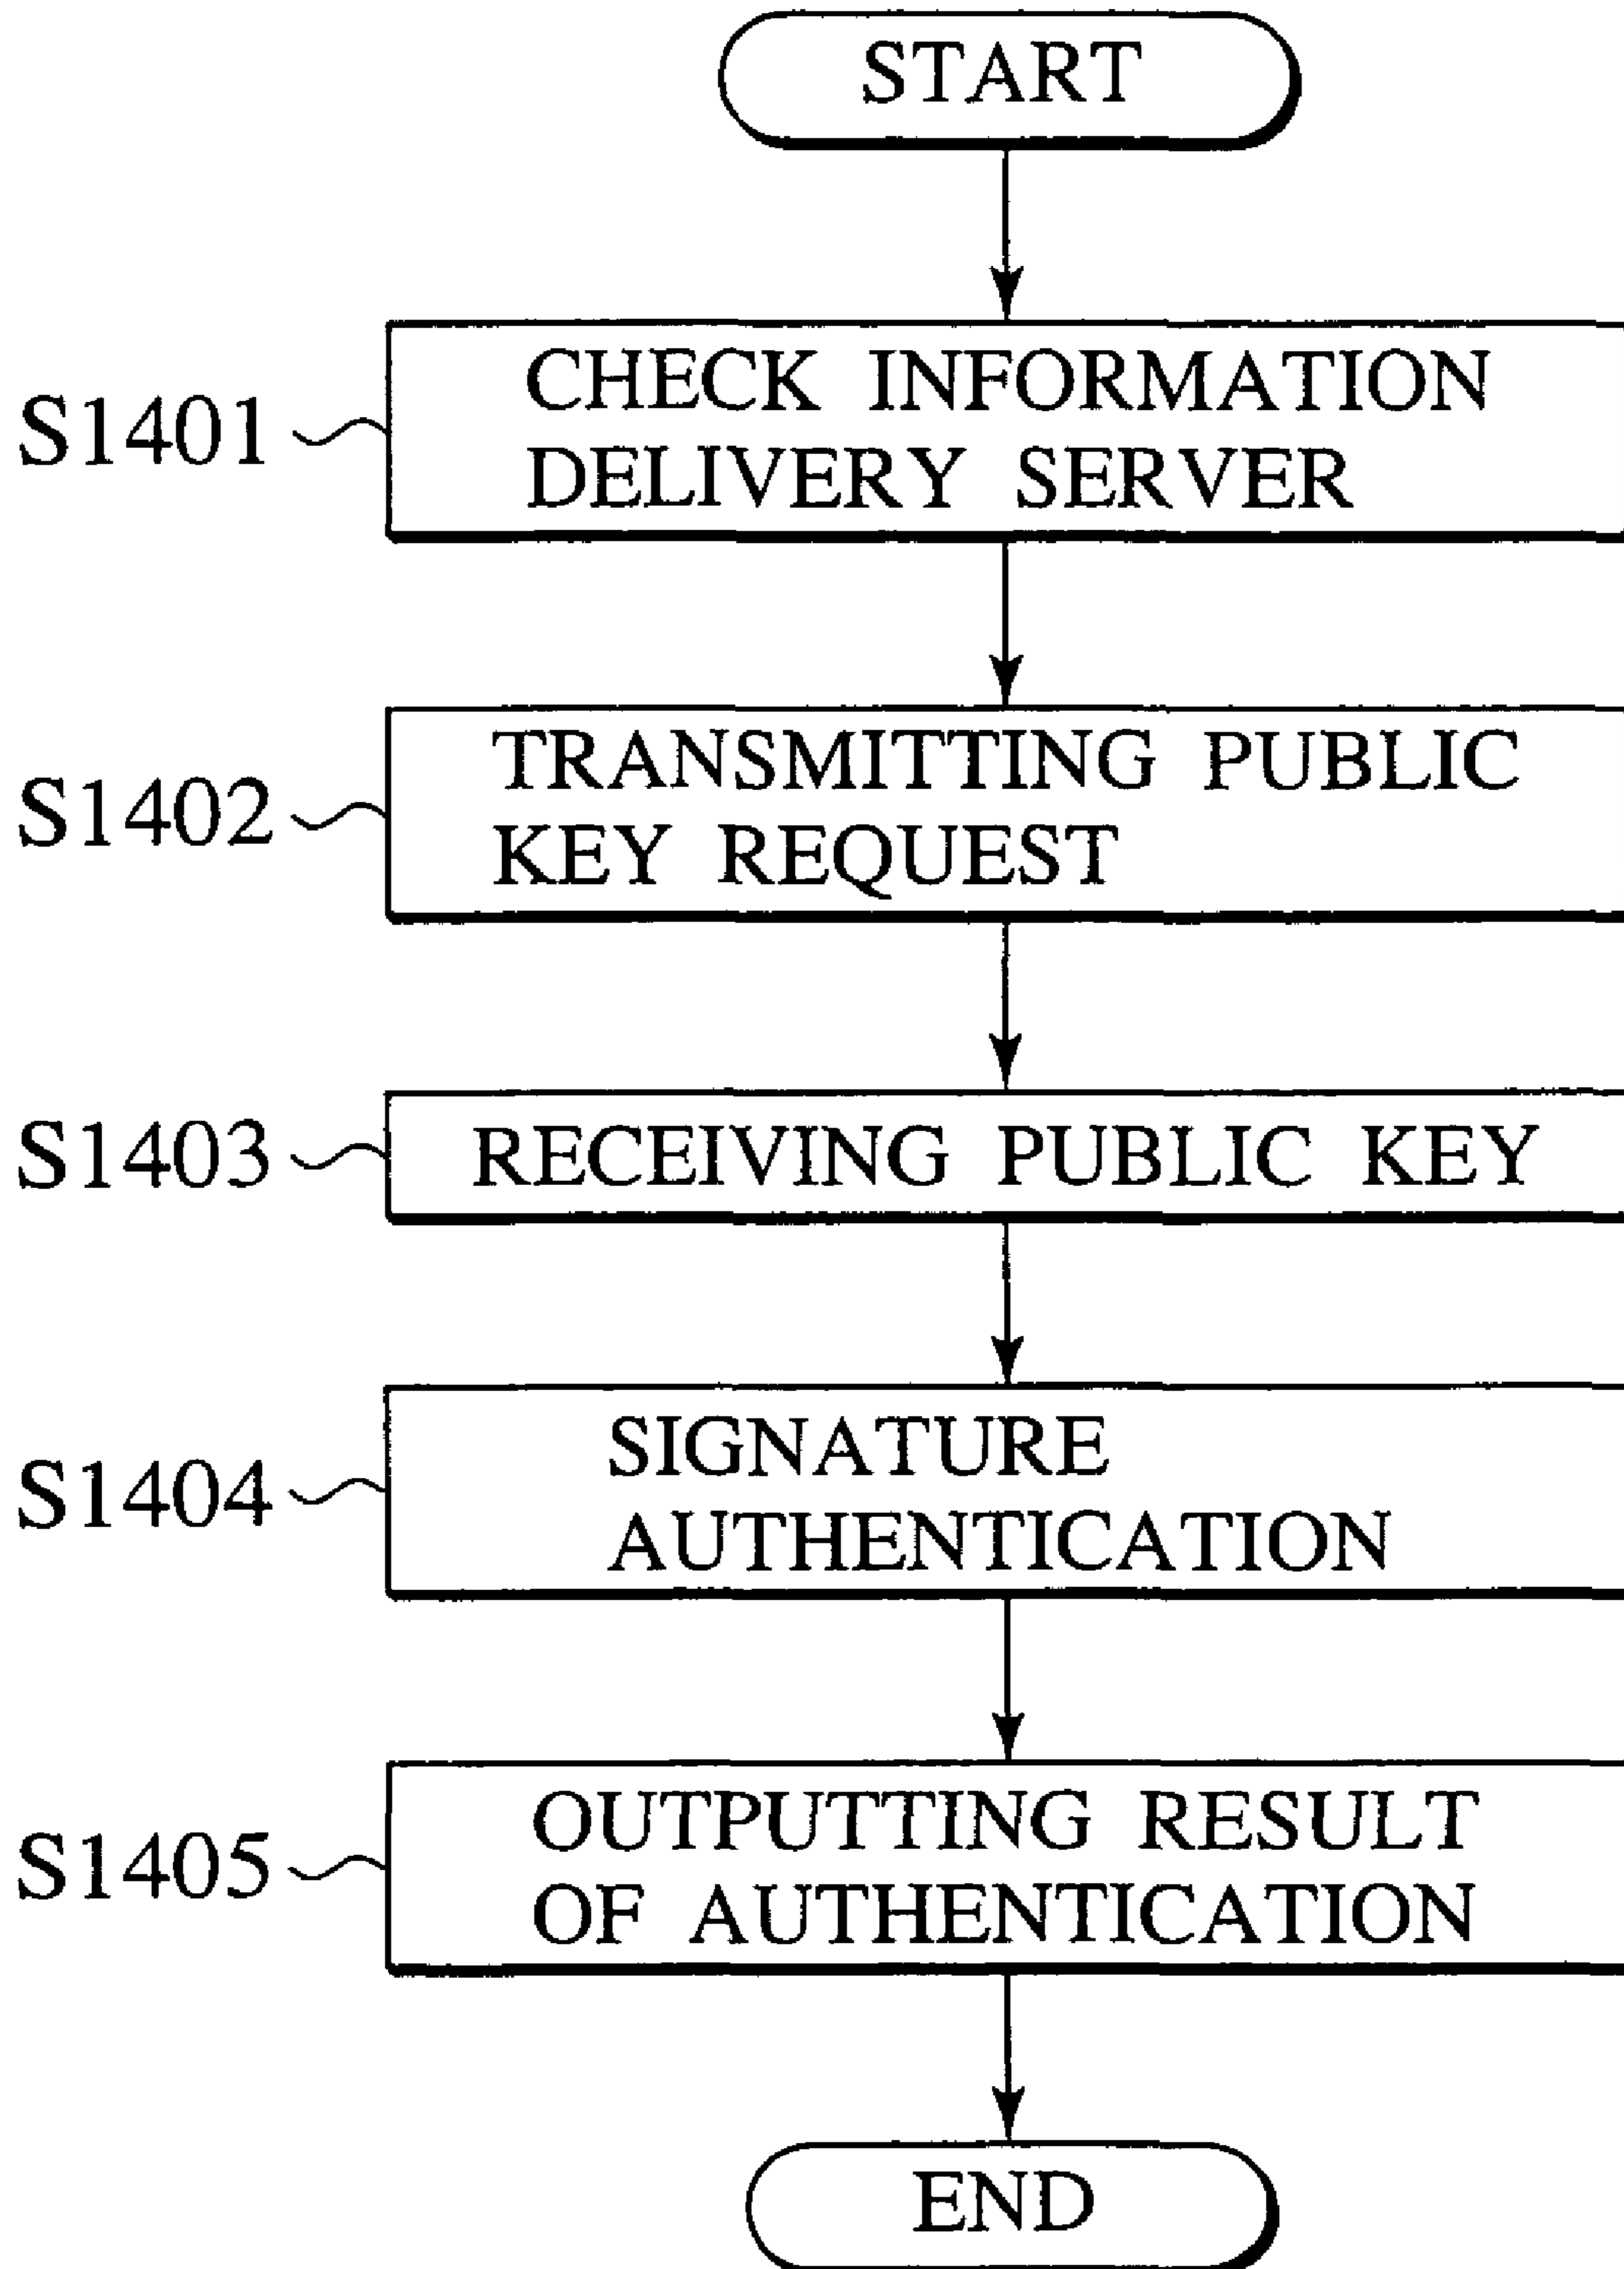 START
S1401
CHECK INFORMATION
DELIVERY SERVER
S1402
TRANSMITTING PUBLIC
KEY REQUEST
S1403
RECEIVING PUBLIC KEY
S1404
SIGNATURE
AUTHENTICATION
S1405
OUTPUTTING RESULT
OF AUTHENTICATION
END